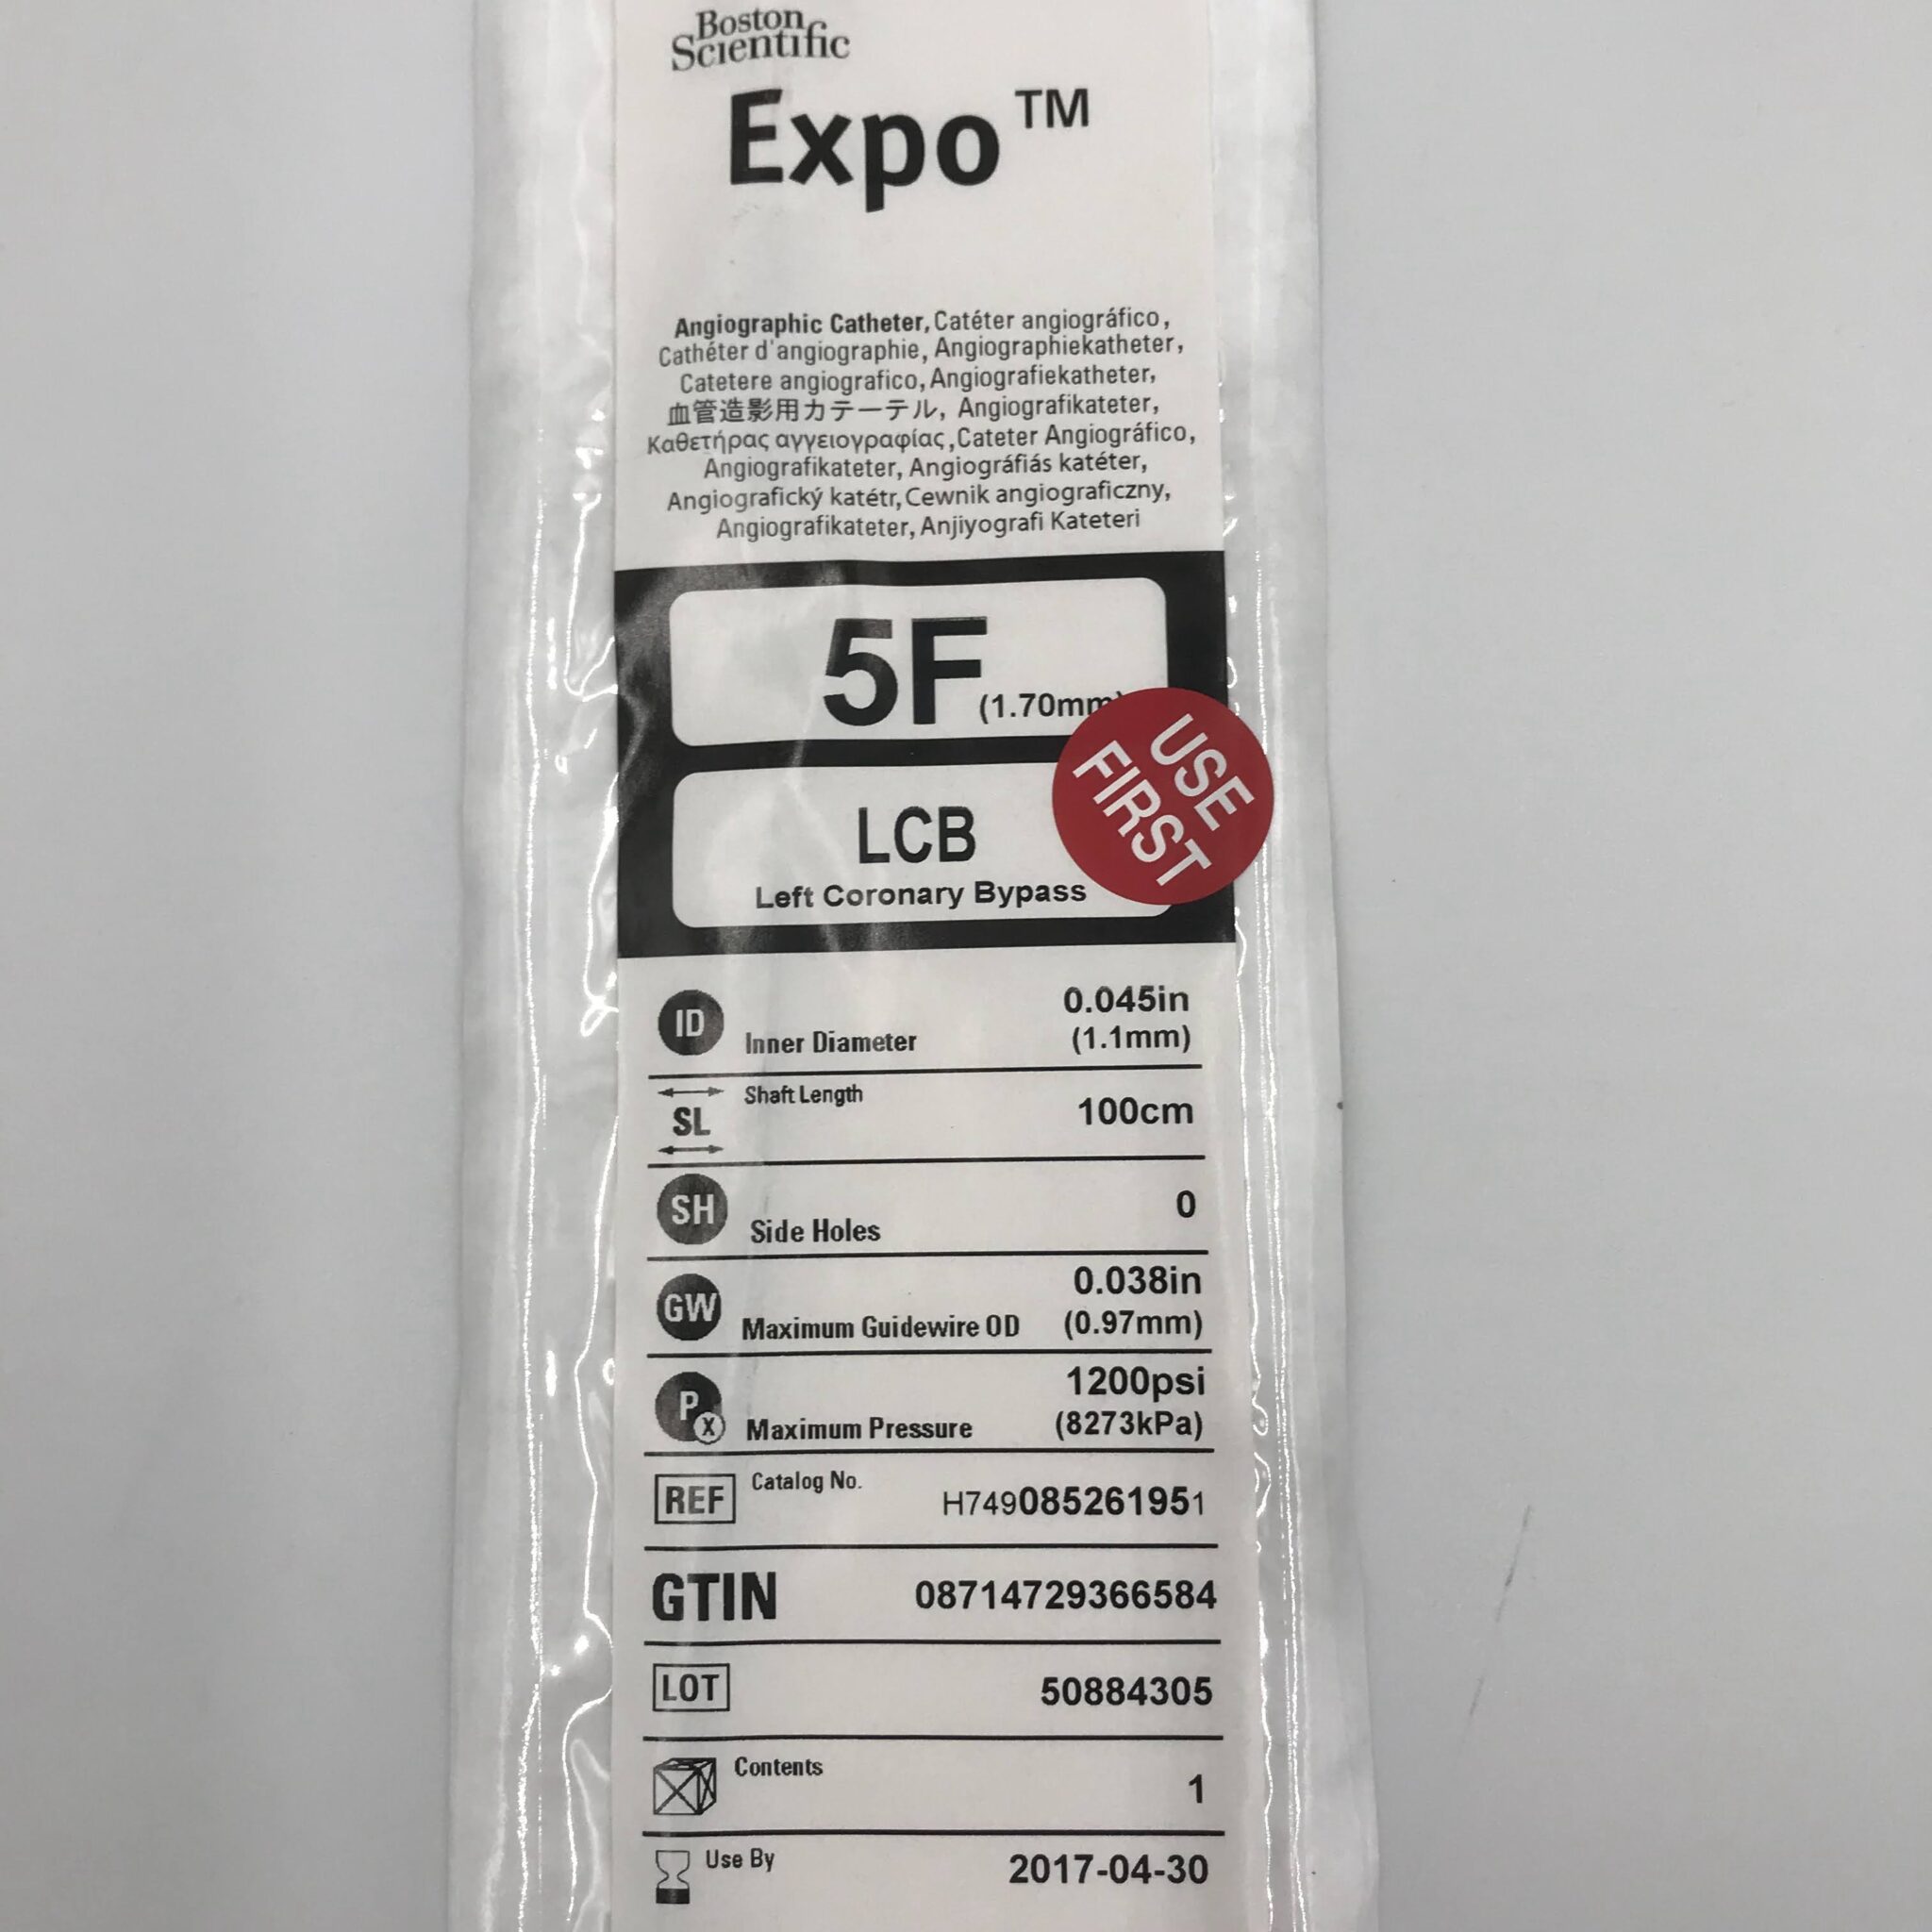 Boston
Scientific
Expo™
Angiographic Catheter, Catéter angiográfico,
Cathéter d'angiographie, Angiographiekatheter,
Catetere angiografico, Angiografiekatheter,
血管造影用カテーテル, Angiografikateter,
Καθετήρας αγγειογραφίας, Cateter Angiográfico,
Angiografikateter, Angiográfiás katéter,
Angiografický katétr, Cewnik angiograficzny,
Angiografikateter, Anjiyografi Kateteri
5F (1.70mm)
USE
FIRST
LCB
Left Coronary Bypass
ID Inner Diameter 0.045in
(1.1mm)
SL Shaft Length 100cm
SH Side Holes 0
GW Maximum Guidewire OD 0.038in
(0.97mm)
PX Maximum Pressure 1200psi
(8273kPa)
REF Catalog No. H749085261951
GTIN 08714729366584
LOT 50884305
Contents 1
Use By 2017-04-30